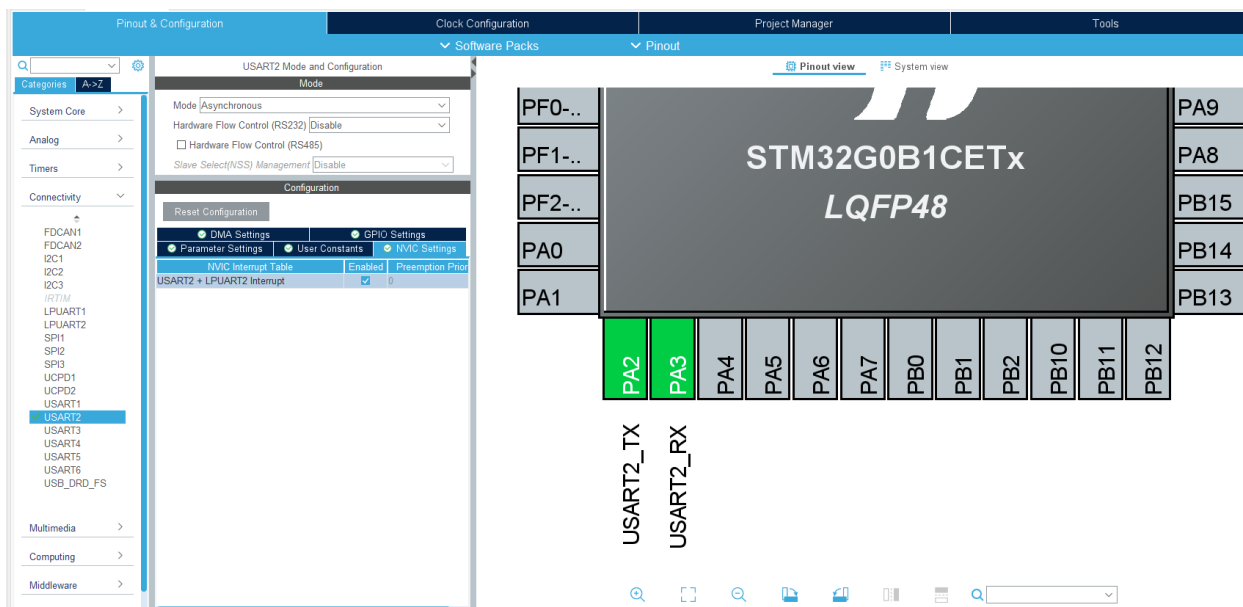 Pinout & Configuration
Clock Configuration
Project Manager
Tools
Software Packs
Pinout
Categories
A->Z
System Core
Analog
Timers
Connectivity
FDCAN1
FDCAN2
I2C1
I2C2
I2C3
IRTIM
LPUART1
LPUART2
SPI1
SPI2
SPI3
UCPD1
UCPD2
USART1
USART2
USART3
USART4
USART5
USART6
USB_DRD_FS
Multimedia
Computing
Middleware
USART2 Mode and Configuration
Mode
Mode Asynchronous
Hardware Flow Control (RS232) Disable
Hardware Flow Control (RS485)
Slave Select(NSS) Management Disable
Configuration
Reset Configuration
DMA Settings
GPIO Settings
Parameter Settings
User Constants
NVIC Settings
NVIC Interrupt Table
Enabled
Preemption Prior
USART2 + LPUART2 Interrupt
0
Pinout view
System view
PF0-..
PF1-..
PF2-..
PA0
PA1
STM32G0B1CETx
LQFP48
PA9
PA8
PB15
PB14
PB13
PA2
PA3
PA4
PA5
PA6
PA7
PB0
PB1
PB2
PB10
PB11
PB12
USART2_TX
USART2_RX